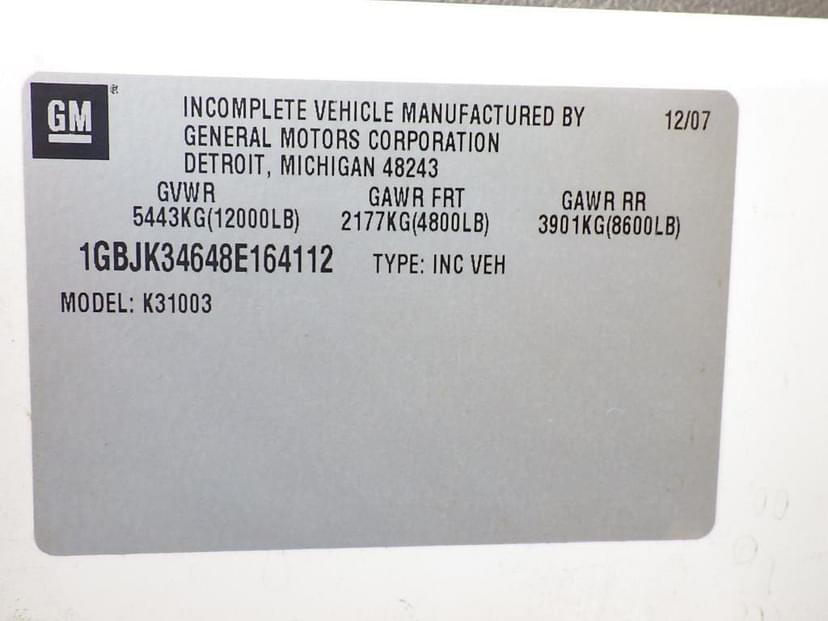 GM
INCOMPLETE VEHICLE MANUFACTURED BY 12/07
GENERAL MOTORS CORPORATION
DETROIT, MICHIGAN 48243
GVWR GAWR FRT GAWR RR
5443KG(12000LB) 2177KG(4800LB) 3901KG(8600LB)
1GBJK34648E164112 TYPE: INC VEH
MODEL: K31003